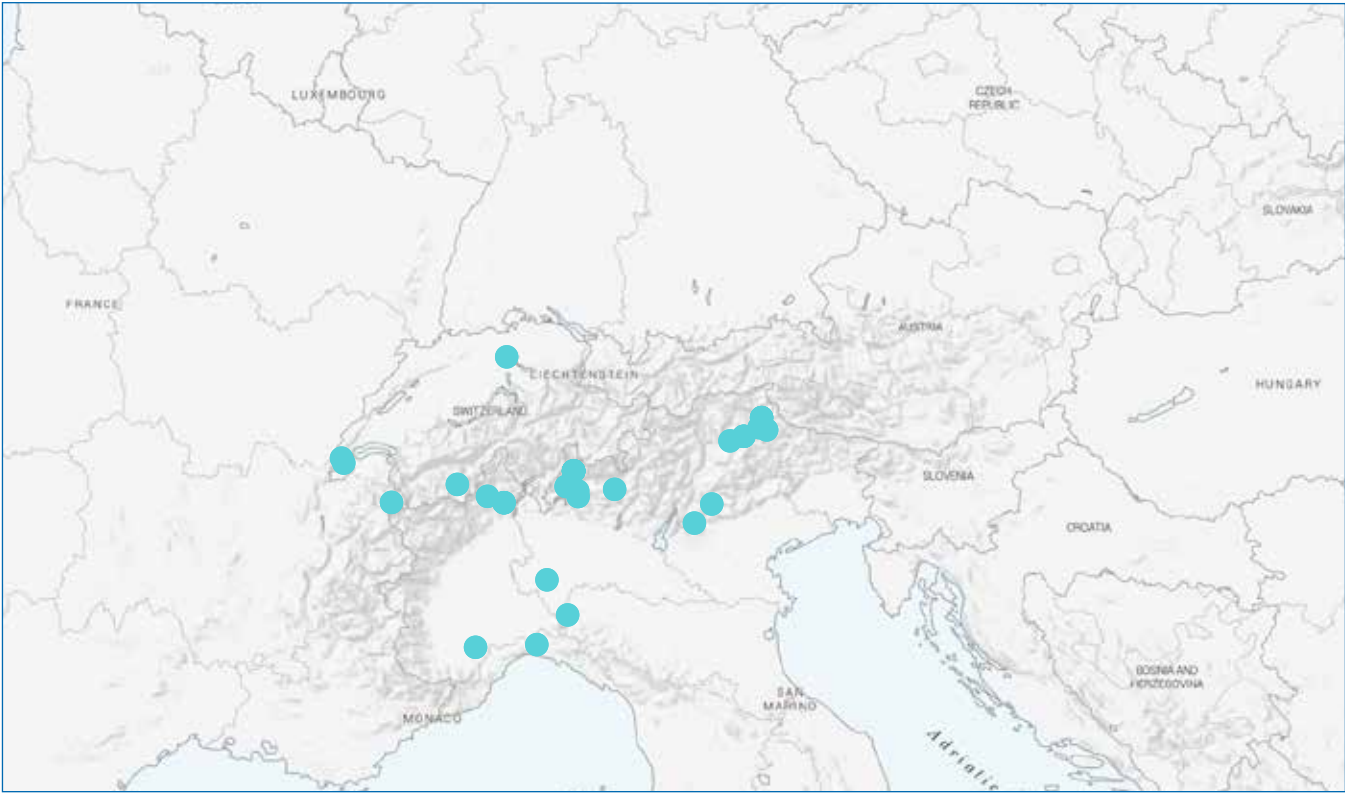 LUXEMBOURG
CZECH
REPUBLIC
SLOVAKIA
FRANCE
AUSTRIA
LIECHTENSTEIN
HUNGARY
SWITZERLAND
SLOVENIA
CROATIA
BOSNIA AND
HERZEGOVINA
SAN
MARINO
MONACO
Adriatic